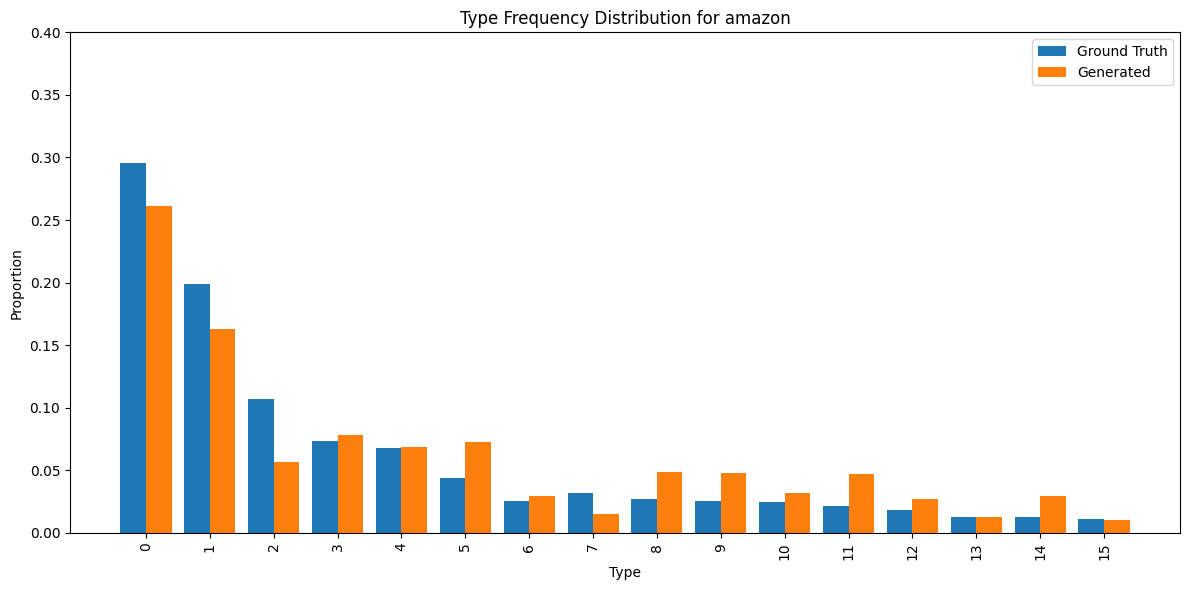 Type Frequency Distribution for amazon
0.40
0.35
0.30
0.25
0.20
0.15
0.10
0.05
0.00
Proportion
Ground Truth
Generated
0 1 2 3 4 5 6 7 8 9 10 11 12 13 14 15
Type